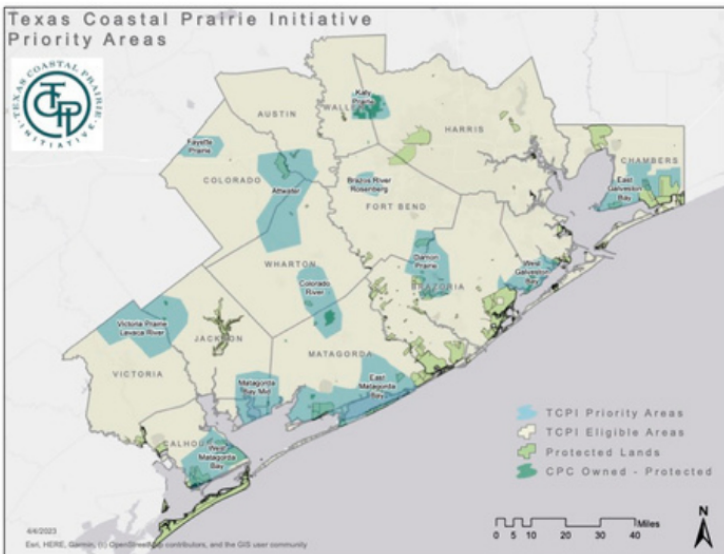 Texas Coastal Prairie Initiative
Priority Areas
TEXAS COASTAL PRAIRIE
INITIATIVE
TCPI
Katy
Prairie
WALLER
AUSTIN
HARRIS
Fayette
Prairie
COLORADO
Attwater
Brazos River
Rosenberg
CHAMBERS
East
Galveston
Bay
FORT BEND
Damon
Prairie
WHARTON
West
Galveston
Bay
BRAZORIA
Colorado
River
Victoria Prairie
Lavaca River
JACKSON
MATAGORDA
VICTORIA
Matagorda
Bay Mid
East
Matagorda
Bay
CALHOUN
West
Matagorda
Bay
TCPI Priority Areas
TCPI Eligible Areas
Protected Lands
CPC Owned - Protected
4/4/2023
Esri, HERE, Garmin, (c) OpenStreetMap contributors, and the GIS user community
Miles
0 5 10 20 30 40
N